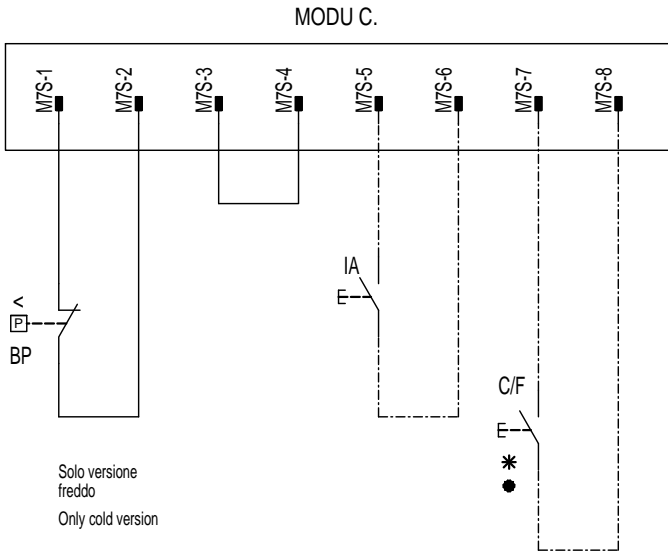 MODU C.
M7S-1
M7S-2
M7S-3
M7S-4
M7S-5
M7S-6
M7S-7
M7S-8
IA
<
P
BP
C/F
Solo versione
freddo
Only cold version